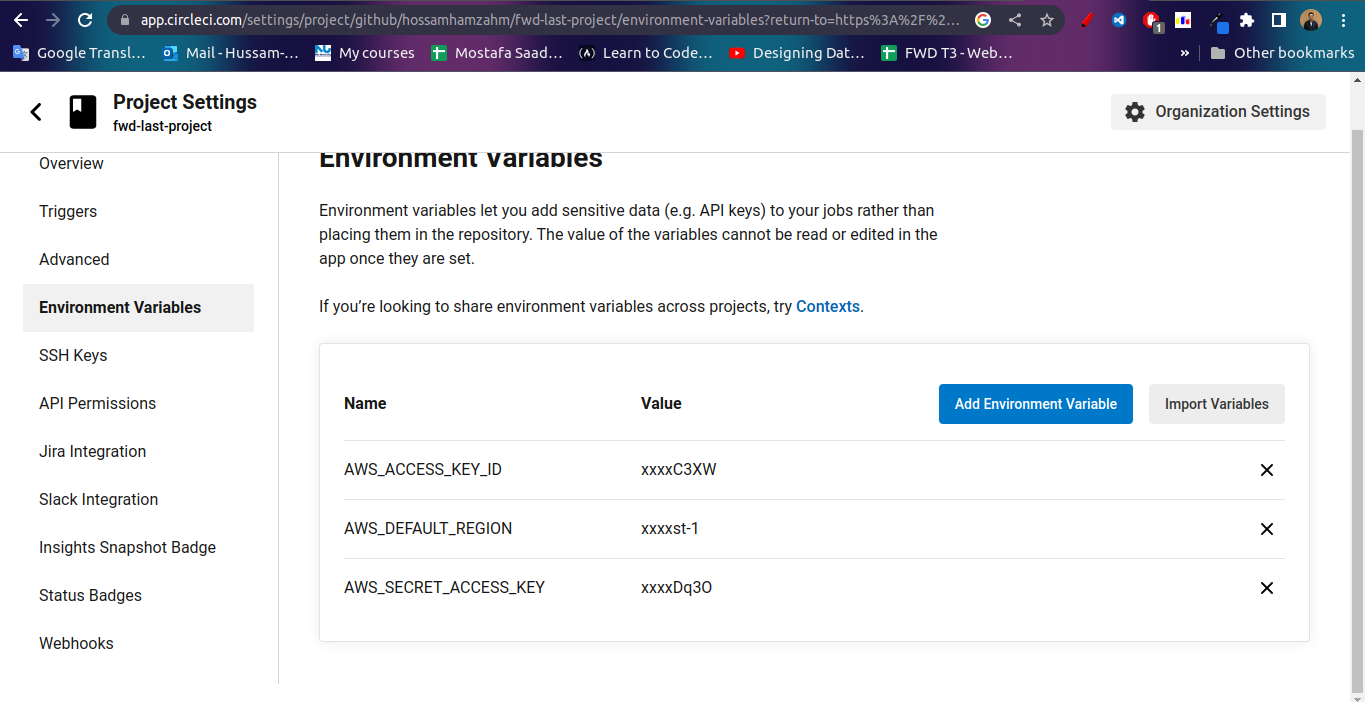 app.circleci.com/settings/project/github/hossamhamzahm/fwd-last-project/environment-variables?return-to=https%3A%2F%2...
1
Google Transl...
Mail - Hussam-...
My courses
Mostafa Saad...
Learn to Code...
Designing Dat...
FWD T3 - Web...
»
Other bookmarks
Project Settings
fwd-last-project
Organization Settings
Overview
Triggers
Advanced
Environment Variables
SSH Keys
API Permissions
Jira Integration
Slack Integration
Insights Snapshot Badge
Status Badges
Webhooks
Environment Variables
Environment variables let you add sensitive data (e.g. API keys) to your jobs rather than
placing them in the repository. The value of the variables cannot be read or edited in the
app once they are set.
If you’re looking to share environment variables across projects, try Contexts.
Name Value Add Environment Variable Import Variables
AWS_ACCESS_KEY_ID xxxxC3XW
AWS_DEFAULT_REGION xxxxst-1
AWS_SECRET_ACCESS_KEY xxxxDq3O